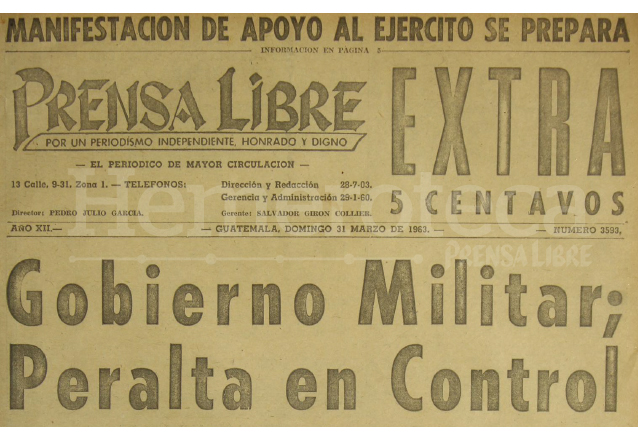 MANIFESTACION DE APOYO AL EJERCITO SE PREPARA
INFORMACION EN PAGINA 2
PRENSA LIBRE
POR UN PERIODISMO INDEPENDIENTE, HONRADO Y DIGNO
EXTRA
5 CENTAVOS
— EL PERIODICO DE MAYOR CIRCULACION —
13 Calle, 9-31, Zona 1. — TELEFONOS: Dirección y Redacción 28-7-03.
Gerencia y Administración 29-1-60.
Director: PEDRO JULIO GARCIA. Gerente: SALVADOR GIRON COLLIER.
AÑO XII.— — GUATEMALA, DOMINGO 31 MARZO DE 1963. — — NUMERO 3593,
Hemeroteca
PRENSA LIBRE
Gobierno Militar;
Peralta en Control